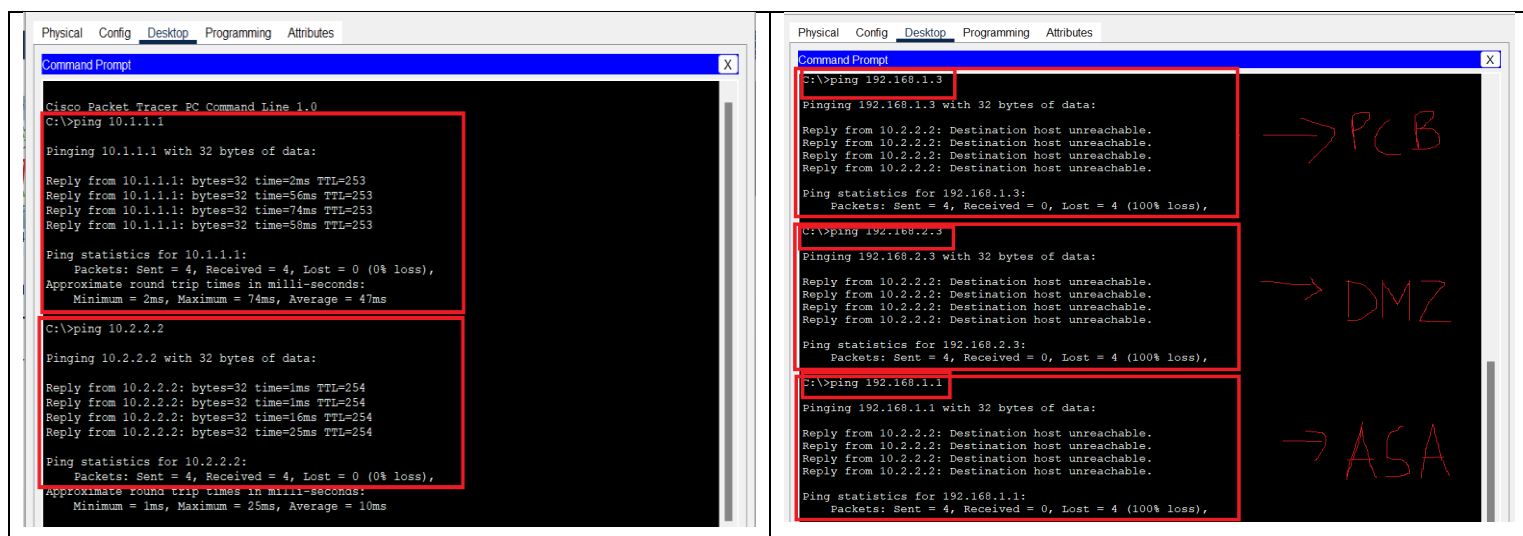 Physical Config Desktop Programming Attributes
Command Prompt X
Cisco Packet Tracer PC Command Line 1.0
C:\>ping 10.1.1.1
Pinging 10.1.1.1 with 32 bytes of data:
Reply from 10.1.1.1: bytes=32 time=2ms TTL=253
Reply from 10.1.1.1: bytes=32 time=56ms TTL=253
Reply from 10.1.1.1: bytes=32 time=74ms TTL=253
Reply from 10.1.1.1: bytes=32 time=58ms TTL=253
Ping statistics for 10.1.1.1:
Packets: Sent = 4, Received = 4, Lost = 0 (0% loss),
Approximate round trip times in milli-seconds:
Minimum = 2ms, Maximum = 74ms, Average = 47ms
C:\>ping 10.2.2.2
Pinging 10.2.2.2 with 32 bytes of data:
Reply from 10.2.2.2: bytes=32 time=1ms TTL=254
Reply from 10.2.2.2: bytes=32 time=1ms TTL=254
Reply from 10.2.2.2: bytes=32 time=16ms TTL=254
Reply from 10.2.2.2: bytes=32 time=25ms TTL=254
Ping statistics for 10.2.2.2:
Packets: Sent = 4, Received = 4, Lost = 0 (0% loss),
Approximate round trip times in milli-seconds:
Minimum = 1ms, Maximum = 25ms, Average = 10ms
Physical Config Desktop Programming Attributes
Command Prompt X
C:\>ping 192.168.1.3
Pinging 192.168.1.3 with 32 bytes of data:
Reply from 10.2.2.2: Destination host unreachable.
Reply from 10.2.2.2: Destination host unreachable.
Reply from 10.2.2.2: Destination host unreachable.
Reply from 10.2.2.2: Destination host unreachable.
Ping statistics for 192.168.1.3:
Packets: Sent = 4, Received = 0, Lost = 4 (100% loss),
→ PCB
C:\>ping 192.168.2.3
Pinging 192.168.2.3 with 32 bytes of data:
Reply from 10.2.2.2: Destination host unreachable.
Reply from 10.2.2.2: Destination host unreachable.
Reply from 10.2.2.2: Destination host unreachable.
Reply from 10.2.2.2: Destination host unreachable.
Ping statistics for 192.168.2.3:
Packets: Sent = 4, Received = 0, Lost = 4 (100% loss),
→ DMZ
C:\>ping 192.168.1.1
Pinging 192.168.1.1 with 32 bytes of data:
Reply from 10.2.2.2: Destination host unreachable.
Reply from 10.2.2.2: Destination host unreachable.
Reply from 10.2.2.2: Destination host unreachable.
Reply from 10.2.2.2: Destination host unreachable.
Ping statistics for 192.168.1.1:
Packets: Sent = 4, Received = 0, Lost = 4 (100% loss),
→ ASA